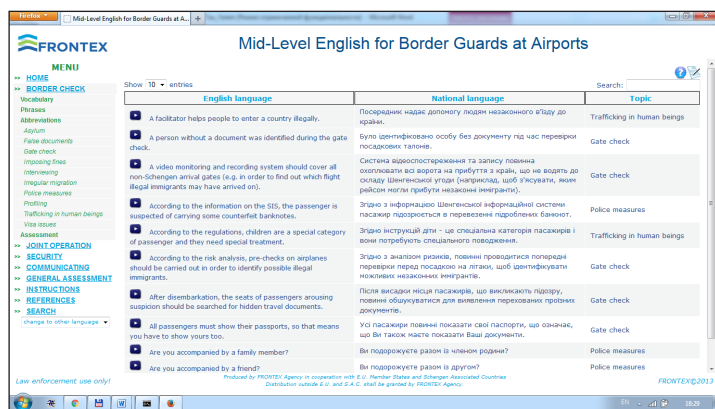 Firefox
Mid-Level English for Border Guards at A...
FRONTEX
Mid-Level English for Border Guards at Airports
MENU
HOME
BORDER CHECK
Vocabulary
Phrases
Abbreviations
Asylum
False documents
Gate check
Imposing fines
Interviewing
Irregular migration
Police measures
Profiling
Trafficking in human beings
Visa issues
Assessment
JOINT OPERATION
SECURITY
COMMUNICATING
GENERAL ASSESSMENT
INSTRUCTIONS
REFERENCES
SEARCH
change to other language
Show 10 entries
Search:
English language National language Topic
A facilitator helps people to enter a country illegally.
Посередник надає допомогу людям незаконного в'їзду до
країни.
Trafficking in human beings
A person without a document was identified during the gate
check.
Було ідентифіковано особу без документу під час перевірки
посадкових талонів.
Gate check
A video monitoring and recording system should cover all
non-Schengen arrival gates (e.g. in order to find out which flight
illegal immigrants may have arrived on).
Система відеоспостереження та запису повинна
охоплювати всі ворота на прибуття з країн, що не водять до
складу Шенгенської угоди (наприклад, щоб з'ясувати, яким
рейсом могли прибути незаконні іммігранти).
Gate check
According to the information on the SIS, the passenger is
suspected of carrying some counterfeit banknotes.
Згідно з інформацією Шенгенської інформаційної системи
пасажир підозрюється в перевезенні підроблених банкнот.
Police measures
According to the regulations, children are a special category
of passenger and they need special treatment.
Згідно інструкцій діти - це спеціальна категорія пасажирів і
вони потребують спеціального поводження.
Trafficking in human beings
According to the risk analysis, pre-checks on airplanes
should be carried out in order to identify possible illegal
immigrants.
Згідно з аналізом ризиків, повинні проводитися попередні
перевірки перед посадкою на літаки, щоб ідентифікувати
можливих незаконних іммігрантів.
Gate check
After disembarkation, the seats of passengers arousing
suspicion should be searched for hidden travel documents.
Після висадки місця пасажирів, що викликають підозру,
повинні обшукуватися для виявлення перехованих проїзних
документів.
Gate check
All passengers must show their passports, so that means
you have to show yours too.
Усі пасажири повинні показати свої паспорти, що означає,
що Ви також маєте показати Ваші документи.
Gate check
Are you accompanied by a family member?
Ви подорожуєте разом із членом родини?
Police measures
Are you accompanied by a friend?
Ви подорожуєте разом із другом?
Police measures
Law enforcement use only!
Produced by FRONTEX Agency in cooperation with E.U. Member States and Schengen Associated Countries
Distribution outside E.U. and S.A.C. shall be granted by FRONTEX Agency
FRONTEX©2013
EN
18:29